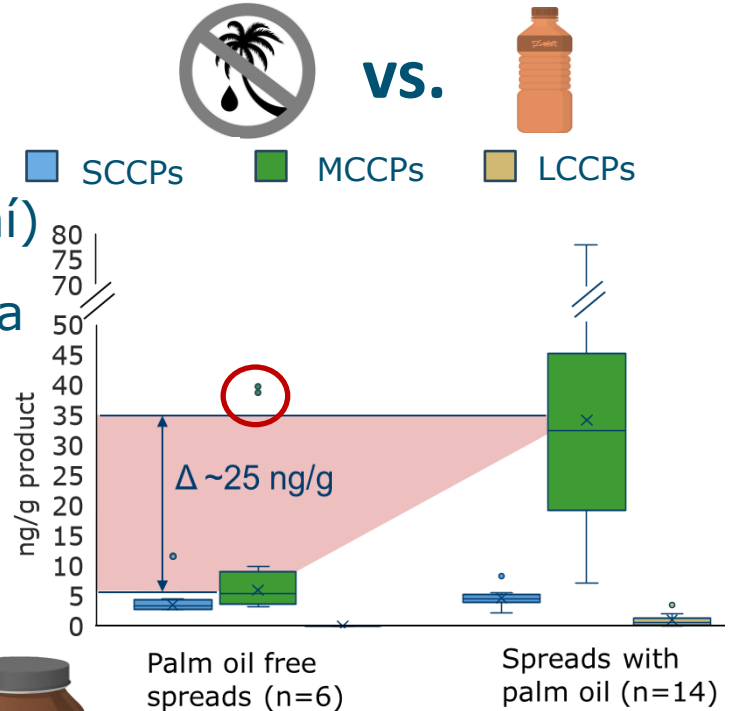 vs.
SCCPs MCCPs LCCPs
ní)
a
80
75
70
50
45
40
35
30
25
20
15
10
5
0
ng/g product
Δ ~25 ng/g
Palm oil free
spreads (n=6)
Spreads with
palm oil (n=14)